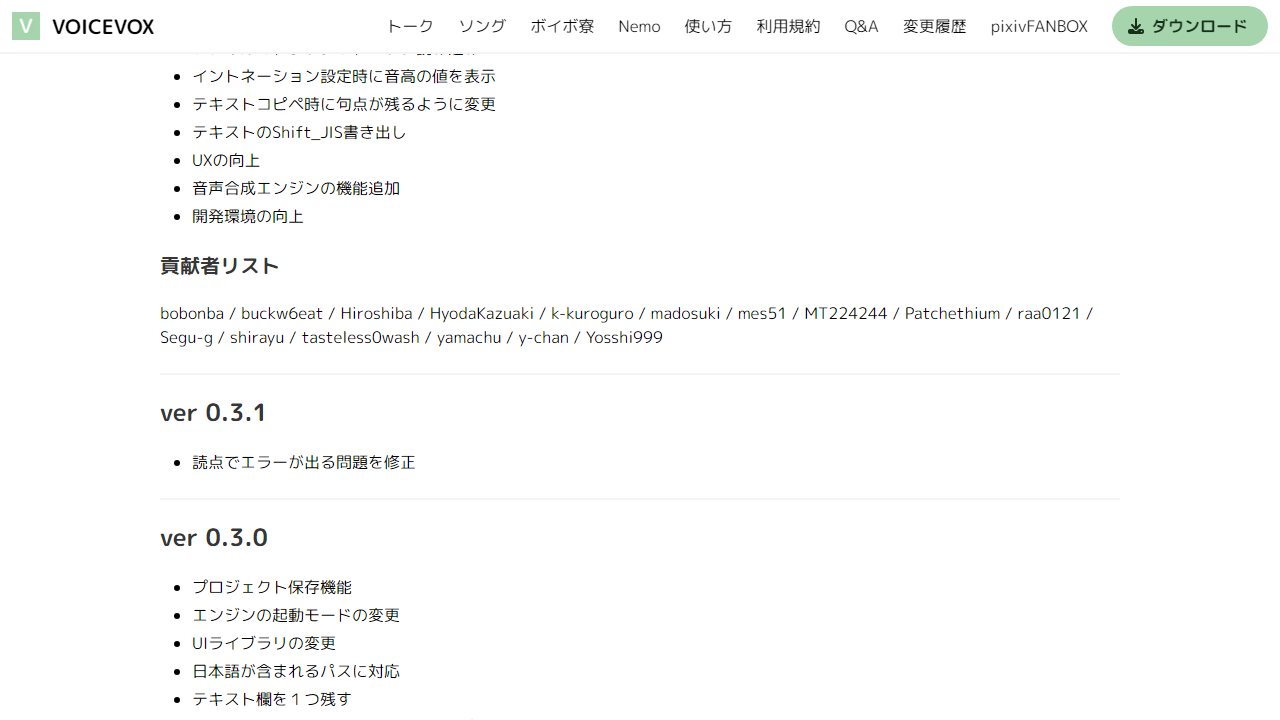 VOICEVOX
トーク ソング ボイボ寮 Nemo 使い方 利用規約 Q&A 変更履歴 pixivFANBOX ダウンロード
イントネーション設定時に音高の値を表示
テキストコピペ時に句点が残るように変更
テキストのShift_JIS書き出し
UXの向上
音声合成エンジンの機能追加
開発環境の向上
貢献者リスト
bobonba / buckw6eat / Hiroshiba / HyodaKazuaki / k-kuroguro / madosuki / mes51 / MT224244 / Patchethium / raa0121 /
Segu-g / shirayu / tasteless0wash / yamachu / y-chan / Yosshi999
ver 0.3.1
読点でエラーが出る問題を修正
ver 0.3.0
プロジェクト保存機能
エンジンの起動モードの変更
UIライブラリの変更
日本語が含まれるパスに対応
テキスト欄を１つ残す